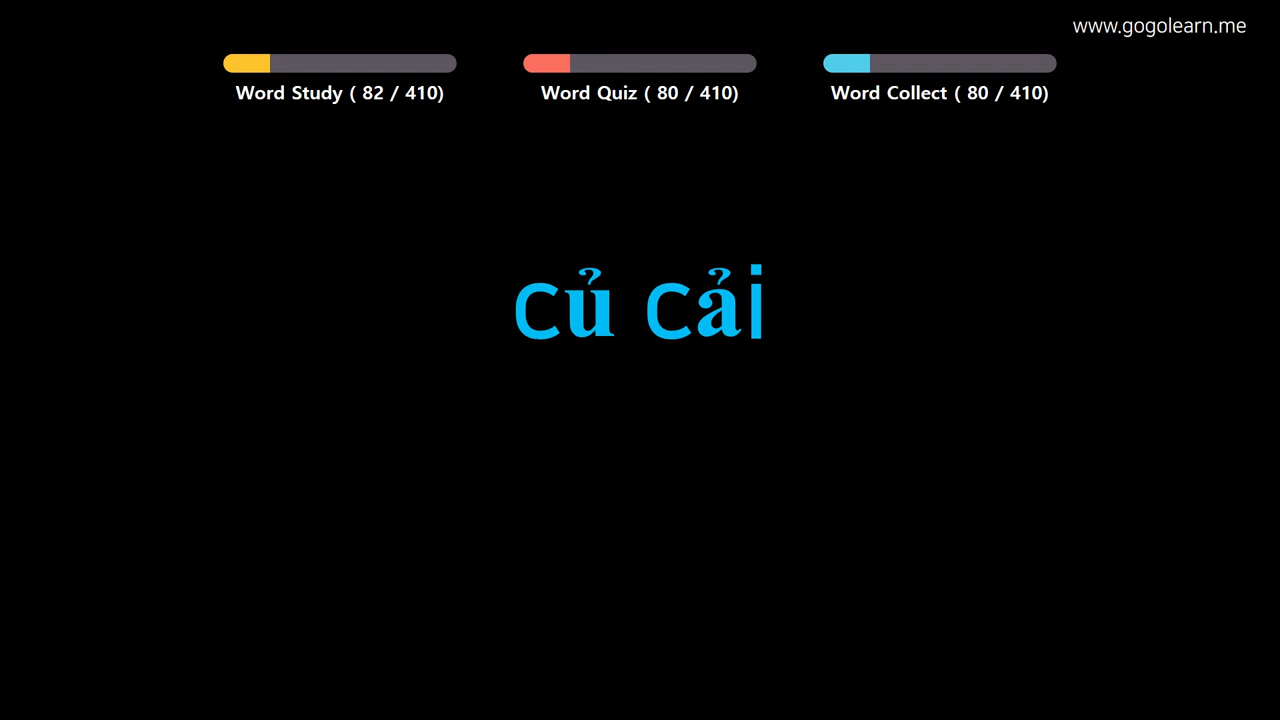 www.gogolearn.me
Word Study ( 82 / 410)
Word Quiz ( 80 / 410)
Word Collect ( 80 / 410)
củ cải